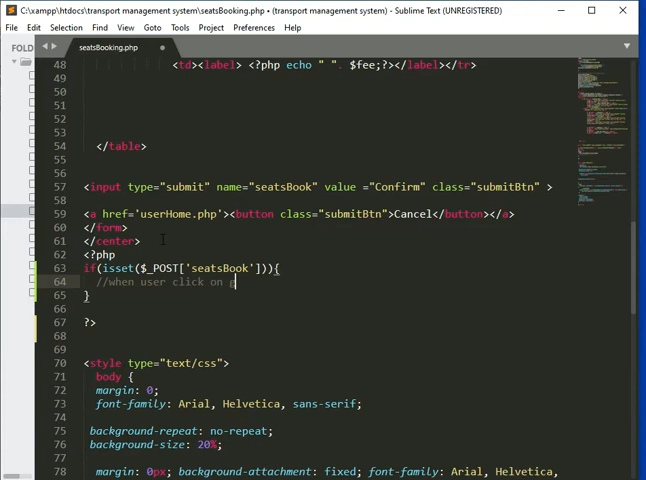 C:\xampp\htdocs\transport management system\seatsBooking.php • (transport management system) - Sublime Text (UNREGISTERED)
File Edit Selection Find View Goto Tools Project Preferences Help
FOLD
seatsBooking.php
48 <td><label> <?php echo " ". $fee;?></label></tr>
49
50
51
52
53
54 </table>
55
56
57 <input type="submit" name="seatsBook" value ="Confirm" class="submitBtn" >
58
59 <a href='userHome.php'><button class="submitBtn">Cancel</button></a>
60 </form>
61 </center>
62 <?php
63 if(isset($_POST['seatsBook'])){
64 //when user click on
65 }
66
67 ?>
68
69
70 <style type="text/css">
71 body {
72 margin: 0;
73 font-family: Arial, Helvetica, sans-serif;
74
75 background-repeat: no-repeat;
76 background-size: 20%;
77
78 margin: 0px; background-attachment: fixed; font-family: Arial, Helvetica,